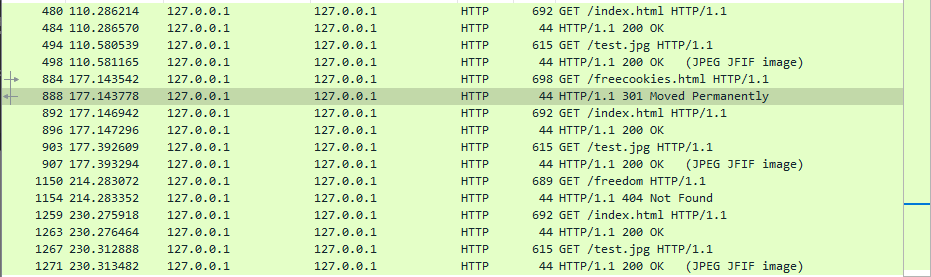 480 110.286214 127.0.0.1 127.0.0.1 HTTP 692 GET /index.html HTTP/1.1
484 110.286570 127.0.0.1 127.0.0.1 HTTP 44 HTTP/1.1 200 OK
494 110.580539 127.0.0.1 127.0.0.1 HTTP 615 GET /test.jpg HTTP/1.1
498 110.581165 127.0.0.1 127.0.0.1 HTTP 44 HTTP/1.1 200 OK (JPEG JFIF image)
884 177.143542 127.0.0.1 127.0.0.1 HTTP 698 GET /freecookies.html HTTP/1.1
888 177.143778 127.0.0.1 127.0.0.1 HTTP 44 HTTP/1.1 301 Moved Permanently
892 177.146942 127.0.0.1 127.0.0.1 HTTP 692 GET /index.html HTTP/1.1
896 177.147296 127.0.0.1 127.0.0.1 HTTP 44 HTTP/1.1 200 OK
903 177.392609 127.0.0.1 127.0.0.1 HTTP 615 GET /test.jpg HTTP/1.1
907 177.393294 127.0.0.1 127.0.0.1 HTTP 44 HTTP/1.1 200 OK (JPEG JFIF image)
1150 214.283072 127.0.0.1 127.0.0.1 HTTP 689 GET /freedom HTTP/1.1
1154 214.283352 127.0.0.1 127.0.0.1 HTTP 44 HTTP/1.1 404 Not Found
1259 230.275918 127.0.0.1 127.0.0.1 HTTP 692 GET /index.html HTTP/1.1
1263 230.276464 127.0.0.1 127.0.0.1 HTTP 44 HTTP/1.1 200 OK
1267 230.312888 127.0.0.1 127.0.0.1 HTTP 615 GET /test.jpg HTTP/1.1
1271 230.313482 127.0.0.1 127.0.0.1 HTTP 44 HTTP/1.1 200 OK (JPEG JFIF image)